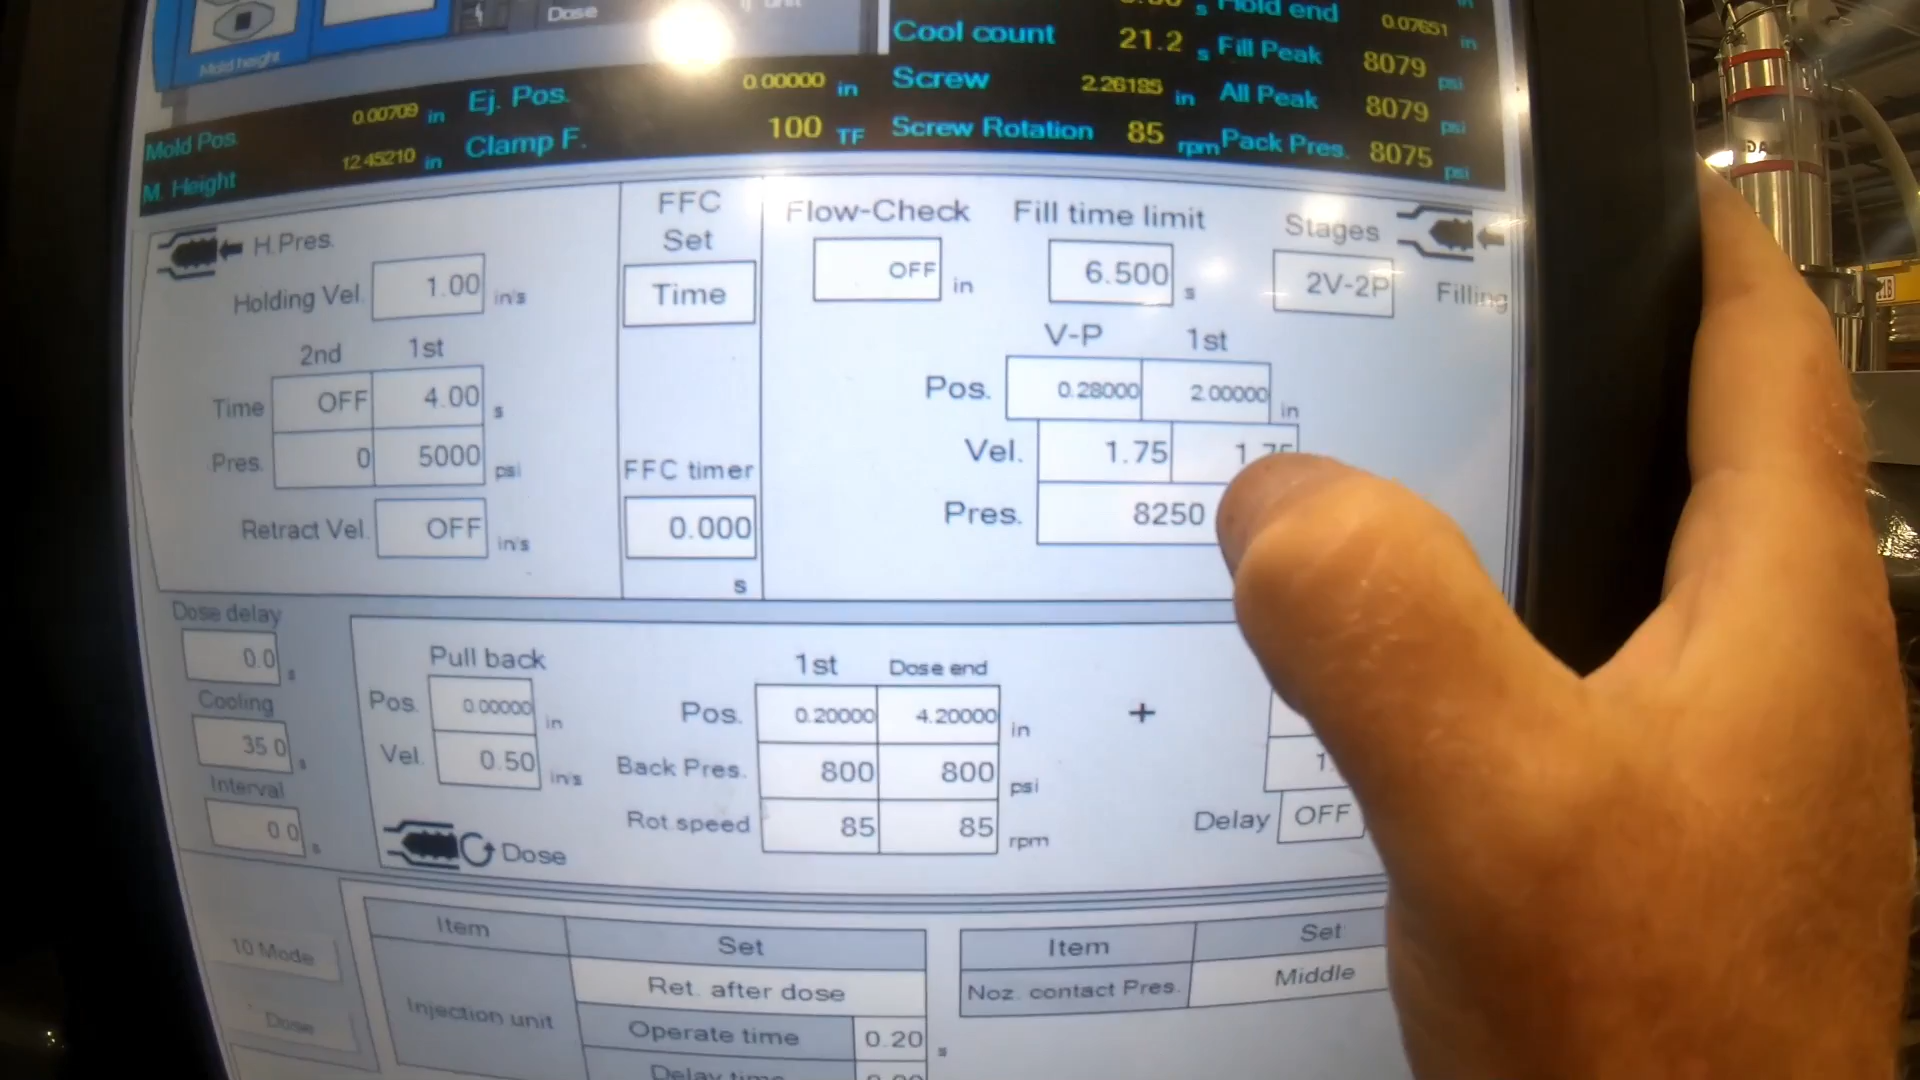 Dose
Mold height
Hold end 0.07651 in
Cool count 21.2 s Fill Peak 8079 psi
Mold Pos. 0.00709 in Ej. Pos. 0.00000 in Screw 2.26185 in All Peak 8079 psi
M. Height 12.45210 in Clamp F. 100 TF Screw Rotation 85 rpm Pack Pres. 8075 psi
H.Pres.
Holding Vel. 1.00 in/s
2nd 1st
Time OFF 4.00 s
Pres. 0 5000 psi
Retract Vel. OFF in/s
FFC
Set
Time
FFC timer
0.000
s
Flow-Check Fill time limit Stages
OFF in 6.500 s 2V-2P Filling
V-P 1st
Pos. 0.28000 2.00000 in
Vel. 1.75 1.75
Pres. 8250
Dose delay
0.0 s
Cooling
35.0 s
Interval
0.0 s
Pull back
Pos. 0.00000 in
Vel. 0.50 in/s
Dose
1st Dose end
Pos. 0.20000 4.20000 in
Back Pres. 800 800 psi
Rot.speed 85 85 rpm
+
Delay OFF
10 Mode
Dose
Item Set
Injection unit
Ret. after dose
Operate time 0.20 s
Delay time
Item Set
Noz. contact Pres. Middle